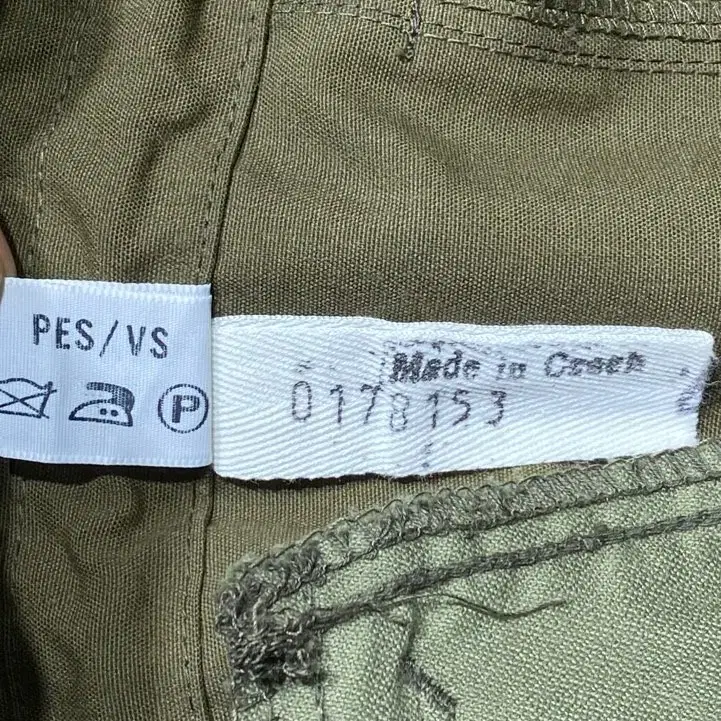 PES/VS
P
Made in Czech
0178153